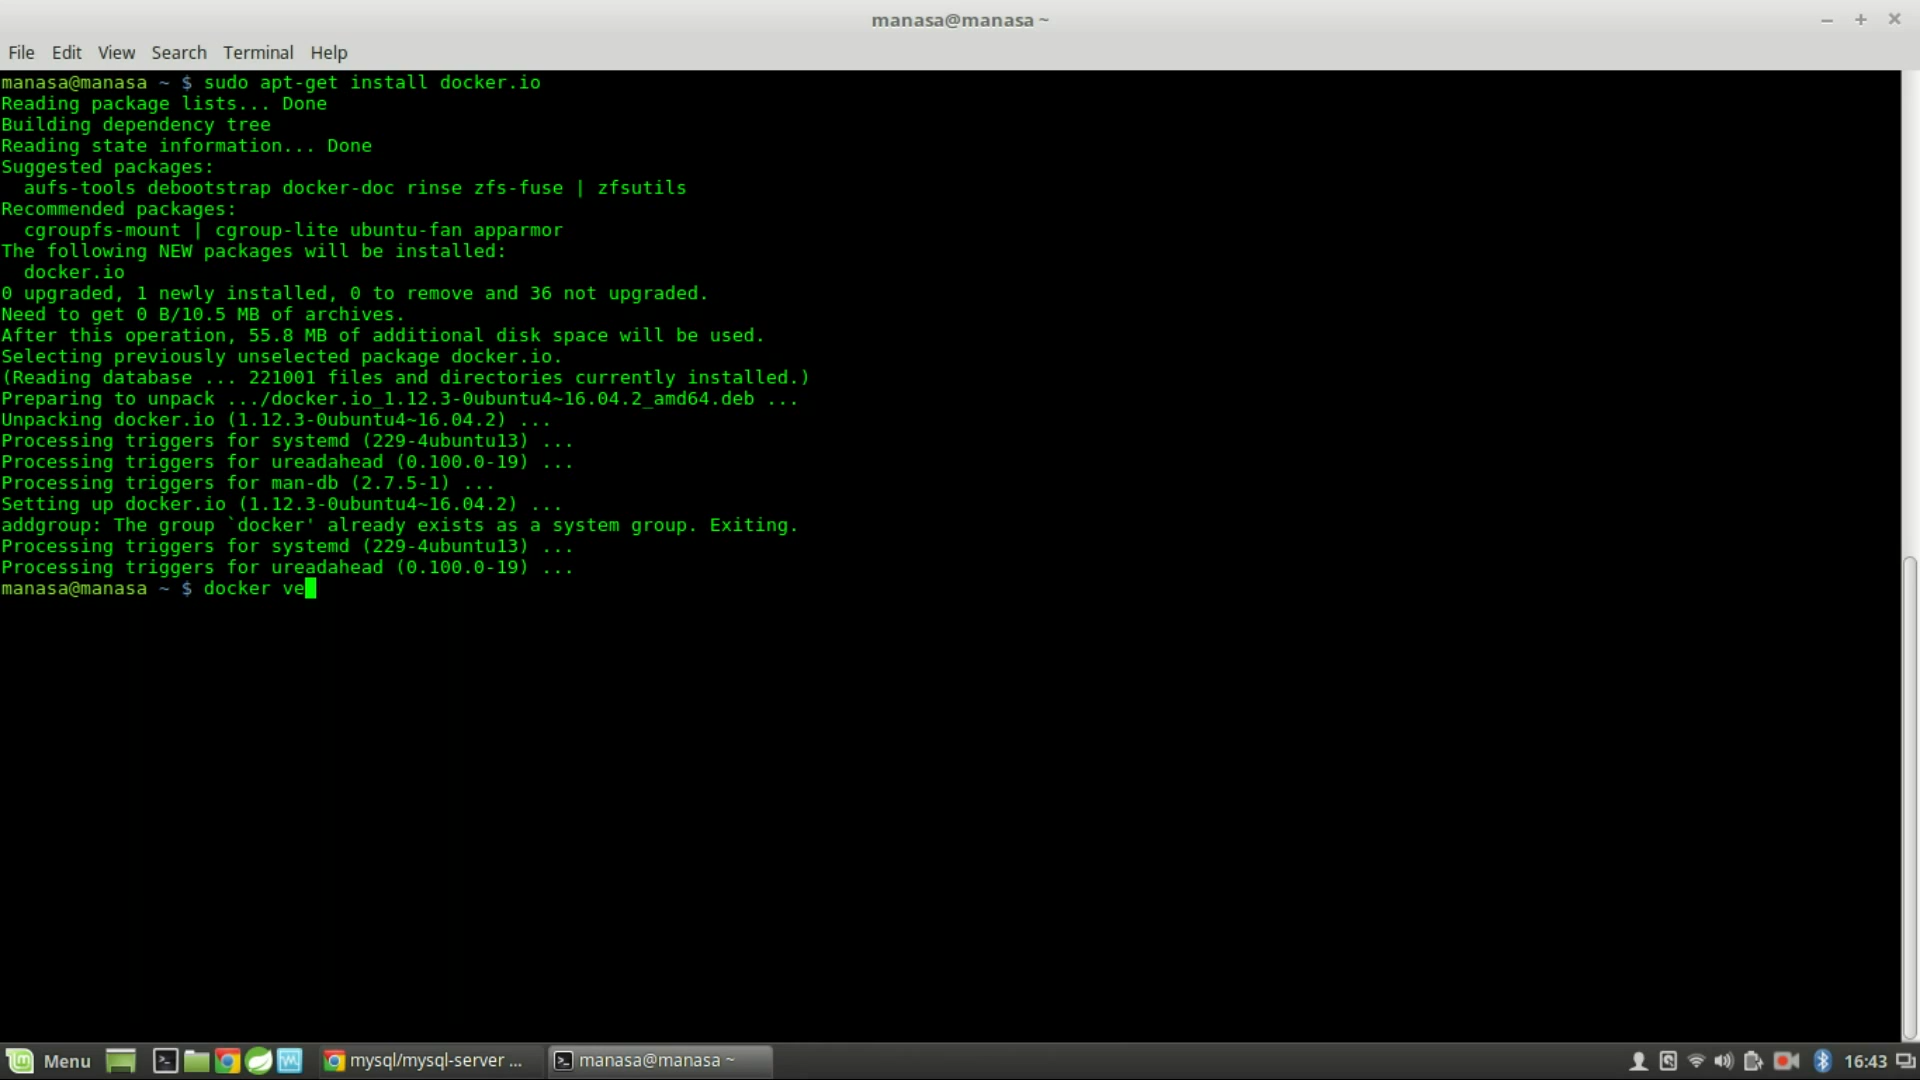 manasa@manasa ~
File Edit View Search Terminal Help
manasa@manasa ~ $ sudo apt-get install docker.io
Reading package lists... Done
Building dependency tree
Reading state information... Done
Suggested packages:
  aufs-tools debootstrap docker-doc rinse zfs-fuse | zfsutils
Recommended packages:
  cgroupfs-mount | cgroup-lite ubuntu-fan apparmor
The following NEW packages will be installed:
  docker.io
0 upgraded, 1 newly installed, 0 to remove and 36 not upgraded.
Need to get 0 B/10.5 MB of archives.
After this operation, 55.8 MB of additional disk space will be used.
Selecting previously unselected package docker.io.
(Reading database ... 221001 files and directories currently installed.)
Preparing to unpack .../docker.io_1.12.3-0ubuntu4~16.04.2_amd64.deb ...
Unpacking docker.io (1.12.3-0ubuntu4~16.04.2) ...
Processing triggers for systemd (229-4ubuntu13) ...
Processing triggers for ureadahead (0.100.0-19) ...
Processing triggers for man-db (2.7.5-1) ...
Setting up docker.io (1.12.3-0ubuntu4~16.04.2) ...
addgroup: The group `docker' already exists as a system group. Exiting.
Processing triggers for systemd (229-4ubuntu13) ...
Processing triggers for ureadahead (0.100.0-19) ...
manasa@manasa ~ $ docker ve
Menu mysql/mysql-server ... manasa@manasa ~ 16:43